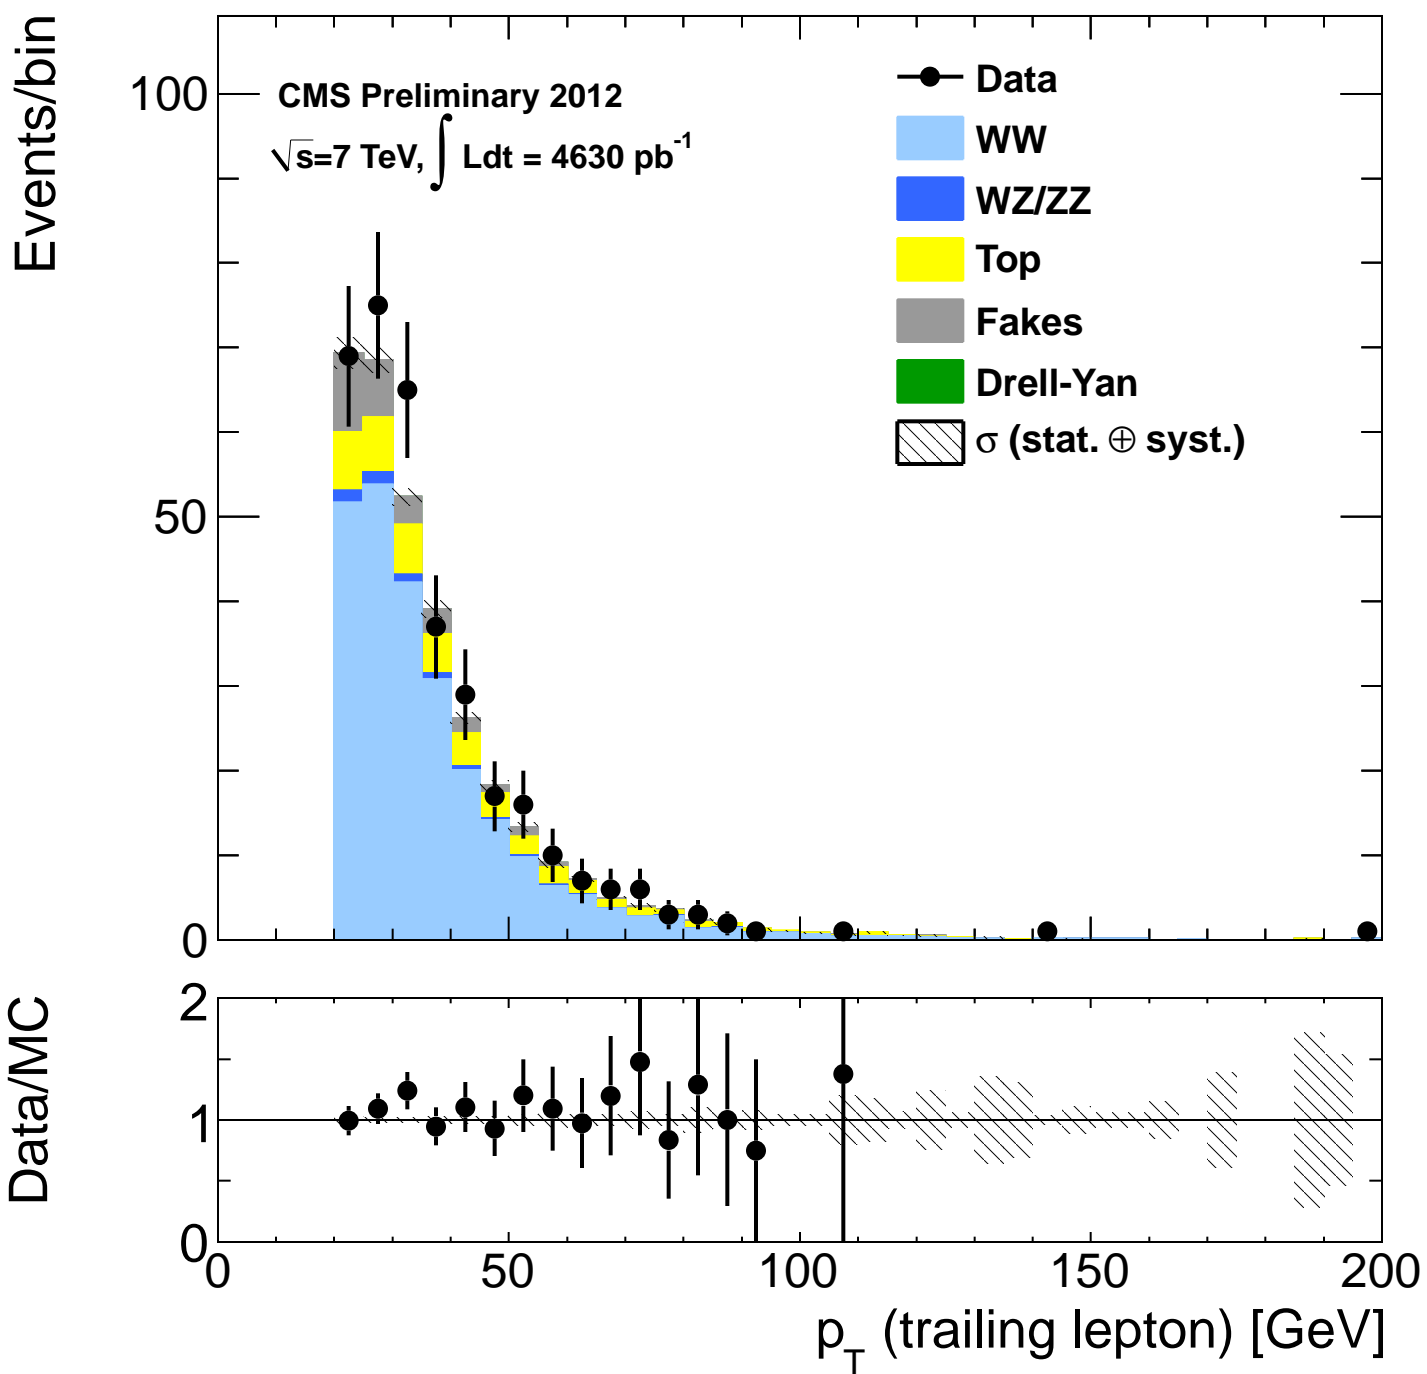 Events/bin
100
50
0
CMS Preliminary 2012
√s=7 TeV, ∫ Ldt = 4630 pb⁻¹
Data
WW
WZ/ZZ
Top
Fakes
Drell-Yan
σ (stat. ⊕ syst.)
Data/MC
2
1
0
0 50 100 150 200
p_T (trailing lepton) [GeV]